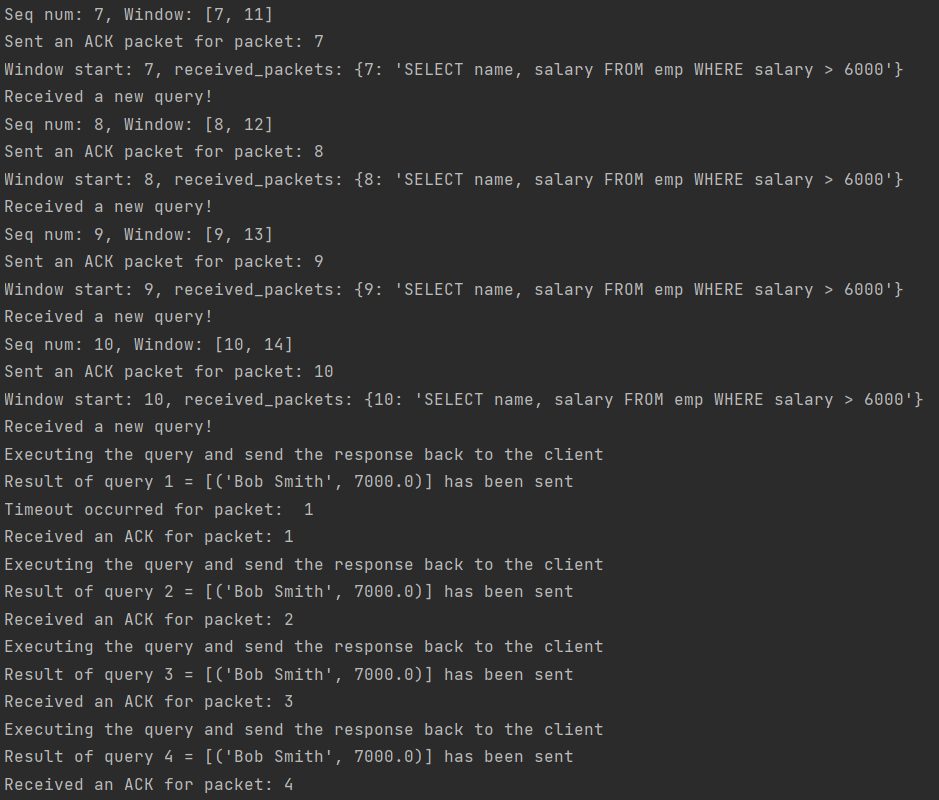 Seq num: 7, Window: [7, 11]
Sent an ACK packet for packet: 7
Window start: 7, received_packets: {7: 'SELECT name, salary FROM emp WHERE salary > 6000'}
Received a new query!
Seq num: 8, Window: [8, 12]
Sent an ACK packet for packet: 8
Window start: 8, received_packets: {8: 'SELECT name, salary FROM emp WHERE salary > 6000'}
Received a new query!
Seq num: 9, Window: [9, 13]
Sent an ACK packet for packet: 9
Window start: 9, received_packets: {9: 'SELECT name, salary FROM emp WHERE salary > 6000'}
Received a new query!
Seq num: 10, Window: [10, 14]
Sent an ACK packet for packet: 10
Window start: 10, received_packets: {10: 'SELECT name, salary FROM emp WHERE salary > 6000'}
Received a new query!
Executing the query and send the response back to the client
Result of query 1 = [('Bob Smith', 7000.0)] has been sent
Timeout occurred for packet:  1
Received an ACK for packet: 1
Executing the query and send the response back to the client
Result of query 2 = [('Bob Smith', 7000.0)] has been sent
Received an ACK for packet: 2
Executing the query and send the response back to the client
Result of query 3 = [('Bob Smith', 7000.0)] has been sent
Received an ACK for packet: 3
Executing the query and send the response back to the client
Result of query 4 = [('Bob Smith', 7000.0)] has been sent
Received an ACK for packet: 4